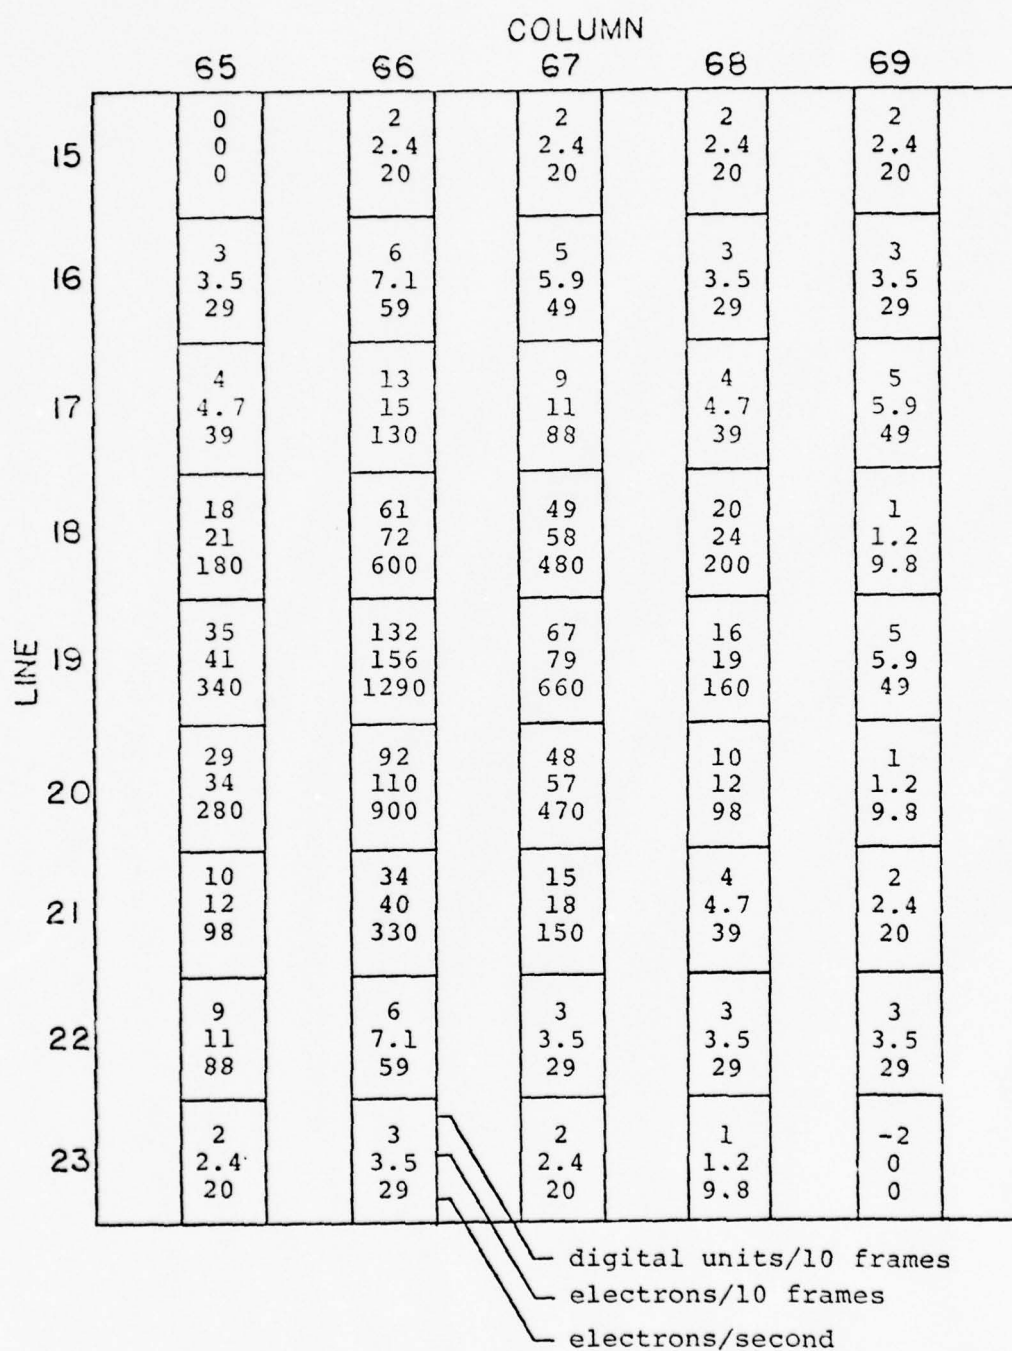 COLUMN
65 66 67 68 69
0 2 2 2 2
15 0 2.4 2.4 2.4 2.4
0 20 20 20 20
3 6 5 3 3
16 3.5 7.1 5.9 3.5 3.5
29 59 49 29 29
4 13 9 4 5
17 4.7 15 11 4.7 5.9
39 130 88 39 49
18 61 49 20 1
18 21 72 58 24 1.2
180 600 480 200 9.8
35 132 67 16 5
LINE 19 41 156 79 19 5.9
340 1290 660 160 49
29 92 48 10 1
20 34 110 57 12 1.2
280 900 470 98 9.8
10 34 15 4 2
21 12 40 18 4.7 2.4
98 330 150 39 20
9 6 3 3 3
22 11 7.1 3.5 3.5 3.5
88 59 29 29 29
2 3 2 1 -2
23 2.4 3.5 2.4 1.2 0
20 29 20 9.8 0
digital units/10 frames
electrons/10 frames
electrons/second